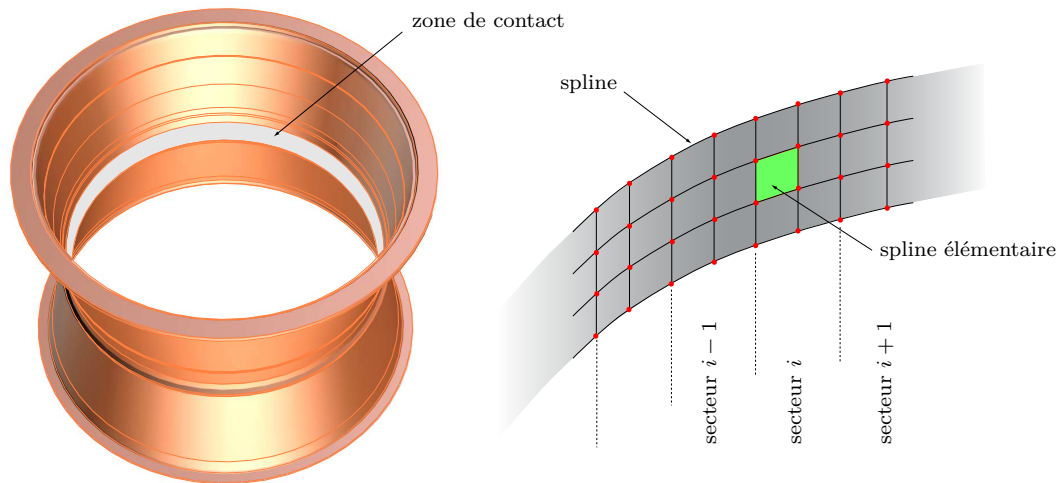 zone de contact
spline
spline élémentaire
secteur i − 1
secteur i
secteur i + 1